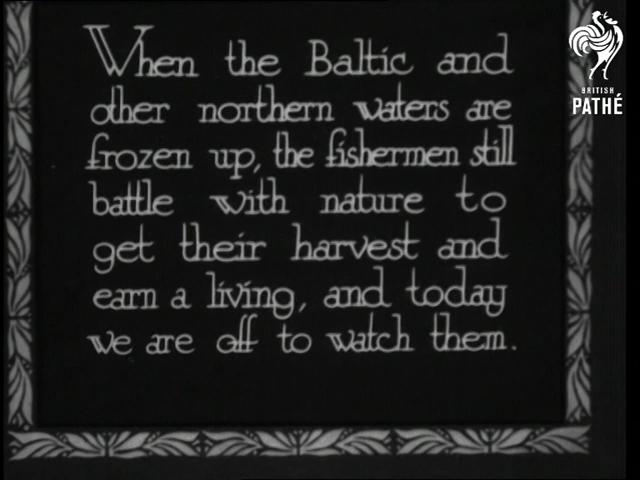 When the Baltic and
other northern waters are
frozen up, the fishermen still
battle with nature to
get their harvest and
earn a living, and today
we are off to watch them.
BRITISH
PATHÉ